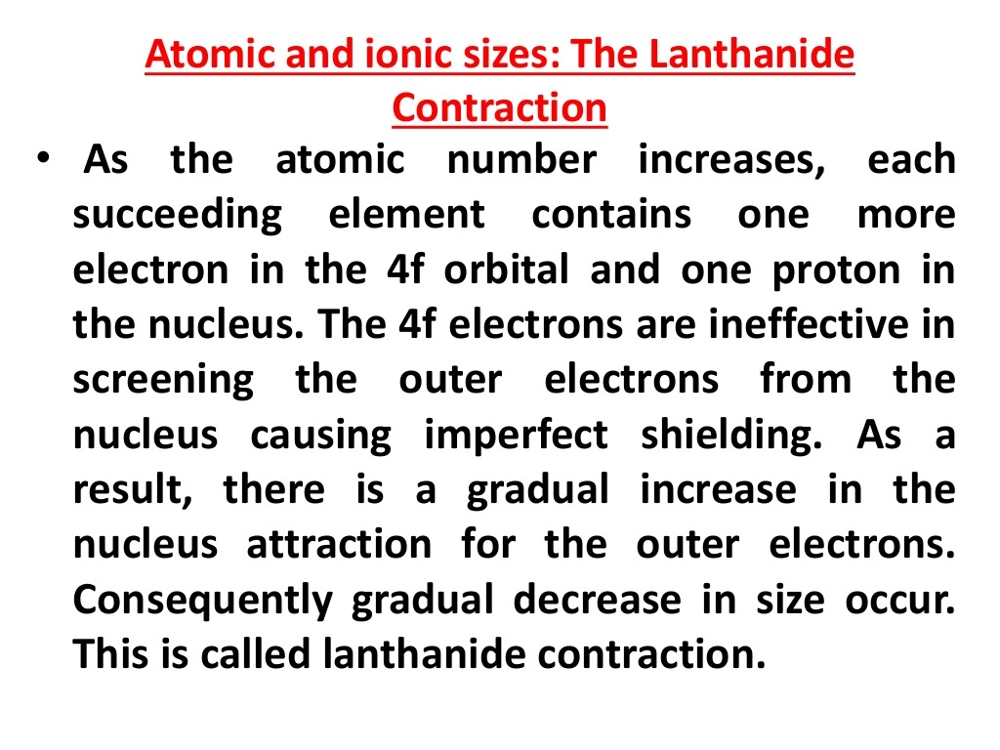 Atomic and ionic sizes: The Lanthanide
Contraction
• As the atomic number increases, each
succeeding element contains one more
electron in the 4f orbital and one proton in
the nucleus. The 4f electrons are ineffective in
screening the outer electrons from the
nucleus causing imperfect shielding. As a
result, there is a gradual increase in the
nucleus attraction for the outer electrons.
Consequently gradual decrease in size occur.
This is called lanthanide contraction.